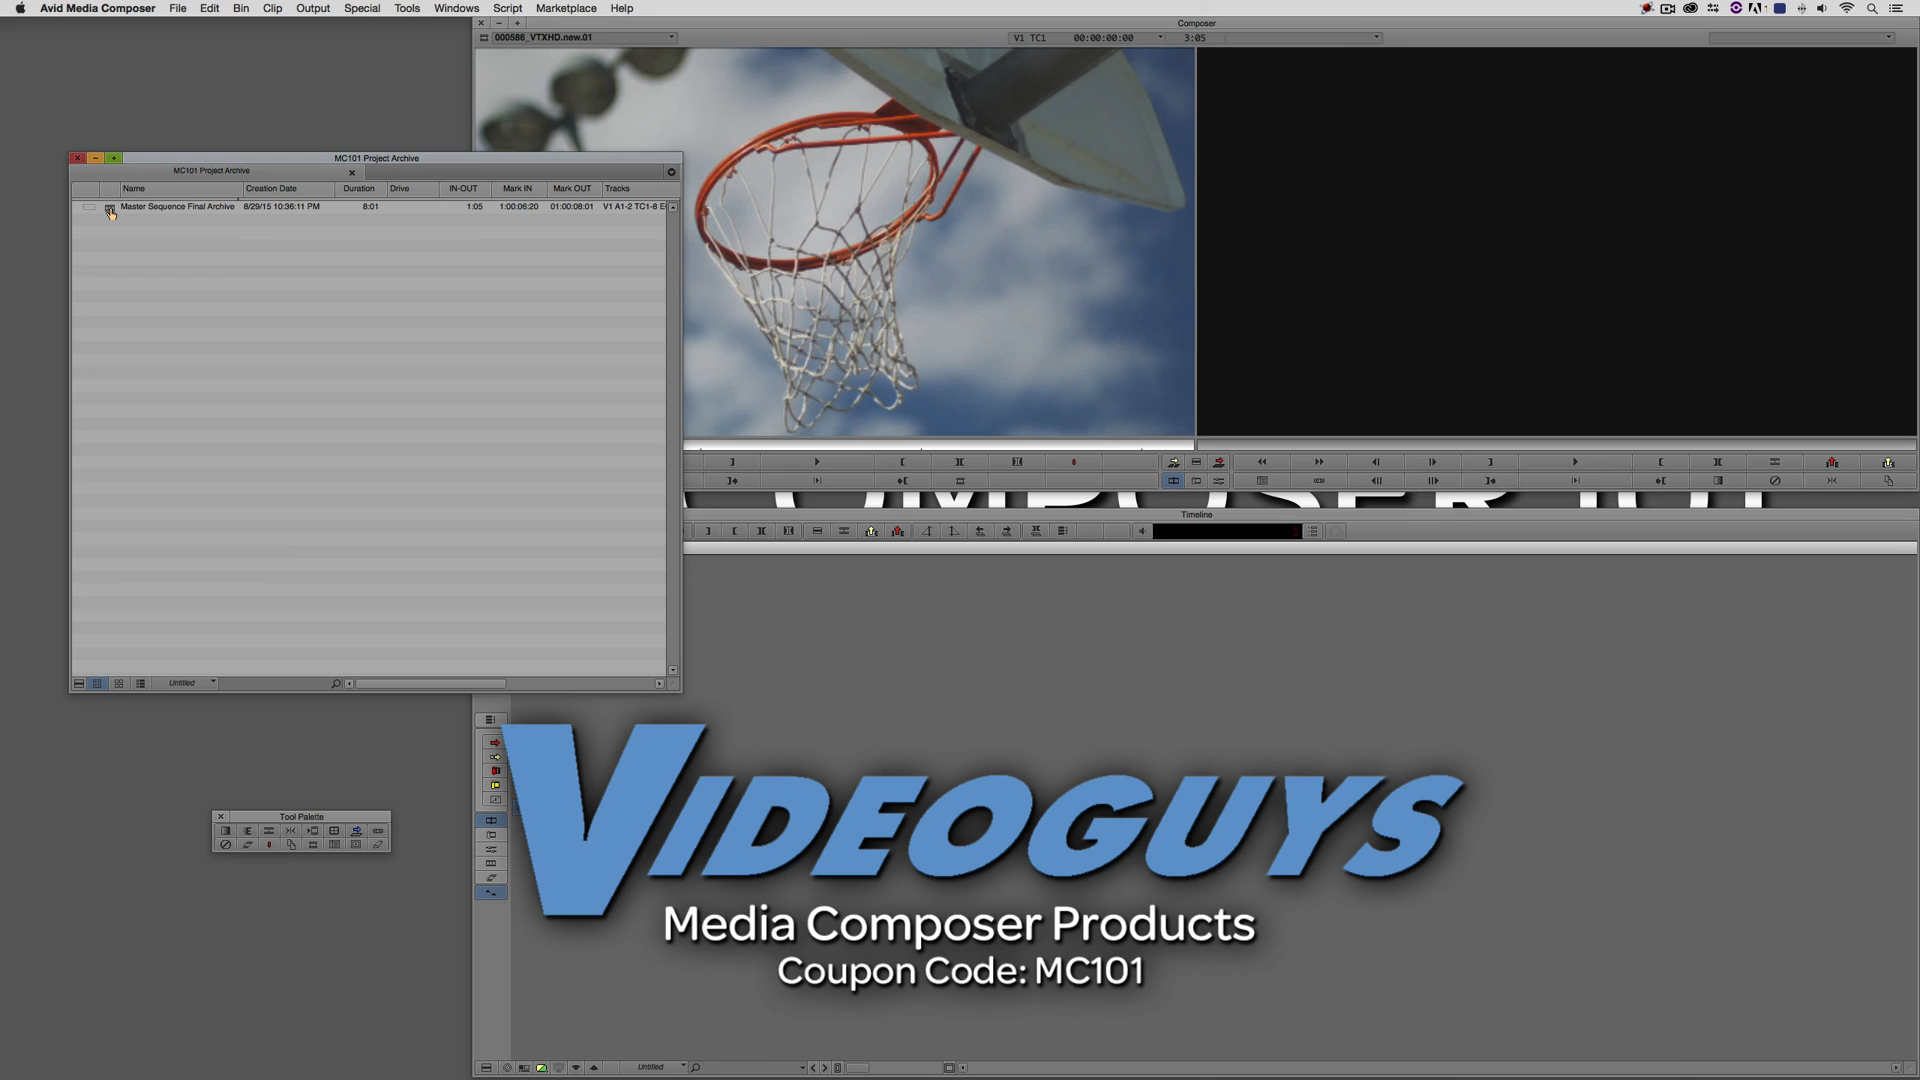 Avid Media Composer File Edit Bin Clip Output Special Tools Windows Script Marketplace Help
Composer
000586_VTXHD.new.01 V1 TC1 00:00:00:00 3:05
MC101 Project Archive
MC101 Project Archive
Name Creation Date Duration Drive IN-OUT Mark IN Mark OUT Tracks
Master Sequence Final Archive 8/29/15 10:36:11 PM 8:01 1:05 1:00:06:20 01:00:08:01 V1 A1-2 TC1-8 E
COMPOSER 101
Timeline
Untitled
VIDEOGUYS
Tool Palette
Media Composer Products
Coupon Code: MC101
Untitled